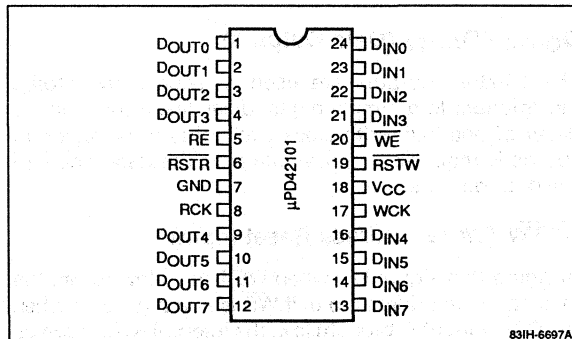 DOUT0 1 24 DIN0
DOUT1 2 23 DIN1
DOUT2 3 22 DIN2
DOUT3 4 21 DIN3
RE 5 20 WE
RSTR 6 19 RSTW
GND 7 18 VCC
RCK 8 17 WCK
DOUT4 9 16 DIN4
DOUT5 10 15 DIN5
DOUT6 11 14 DIN6
DOUT7 12 13 DIN7
µPD42101
83IH-6697A